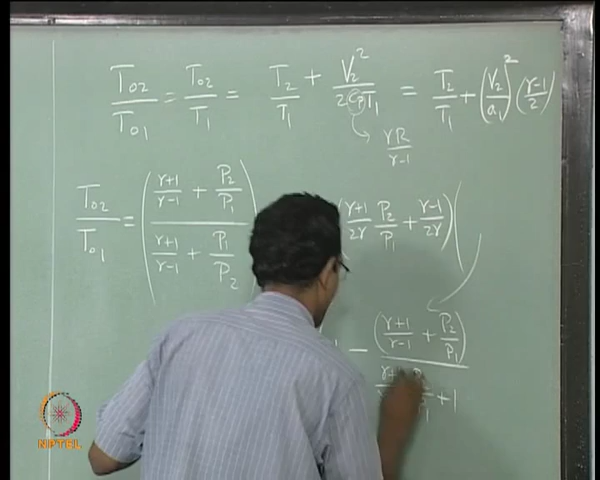 T₀₂/T₀₁ = T₀₂/T₁ = T₂/T₁ + V₂²/2CpT₁ = T₂/T₁ + (V₂/a₁)² (γ-1/2)
γR/γ-1
T₀₂/T₀₁ = ((γ+1/γ-1 + P₂/P₁)/(γ+1/γ-1 + P₁/P₂)) (γ+1/2γ P₂/P₁ + γ-1/2γ)
- (γ+1/γ-1 + P₂/P₁)
+ 1
NPTEL